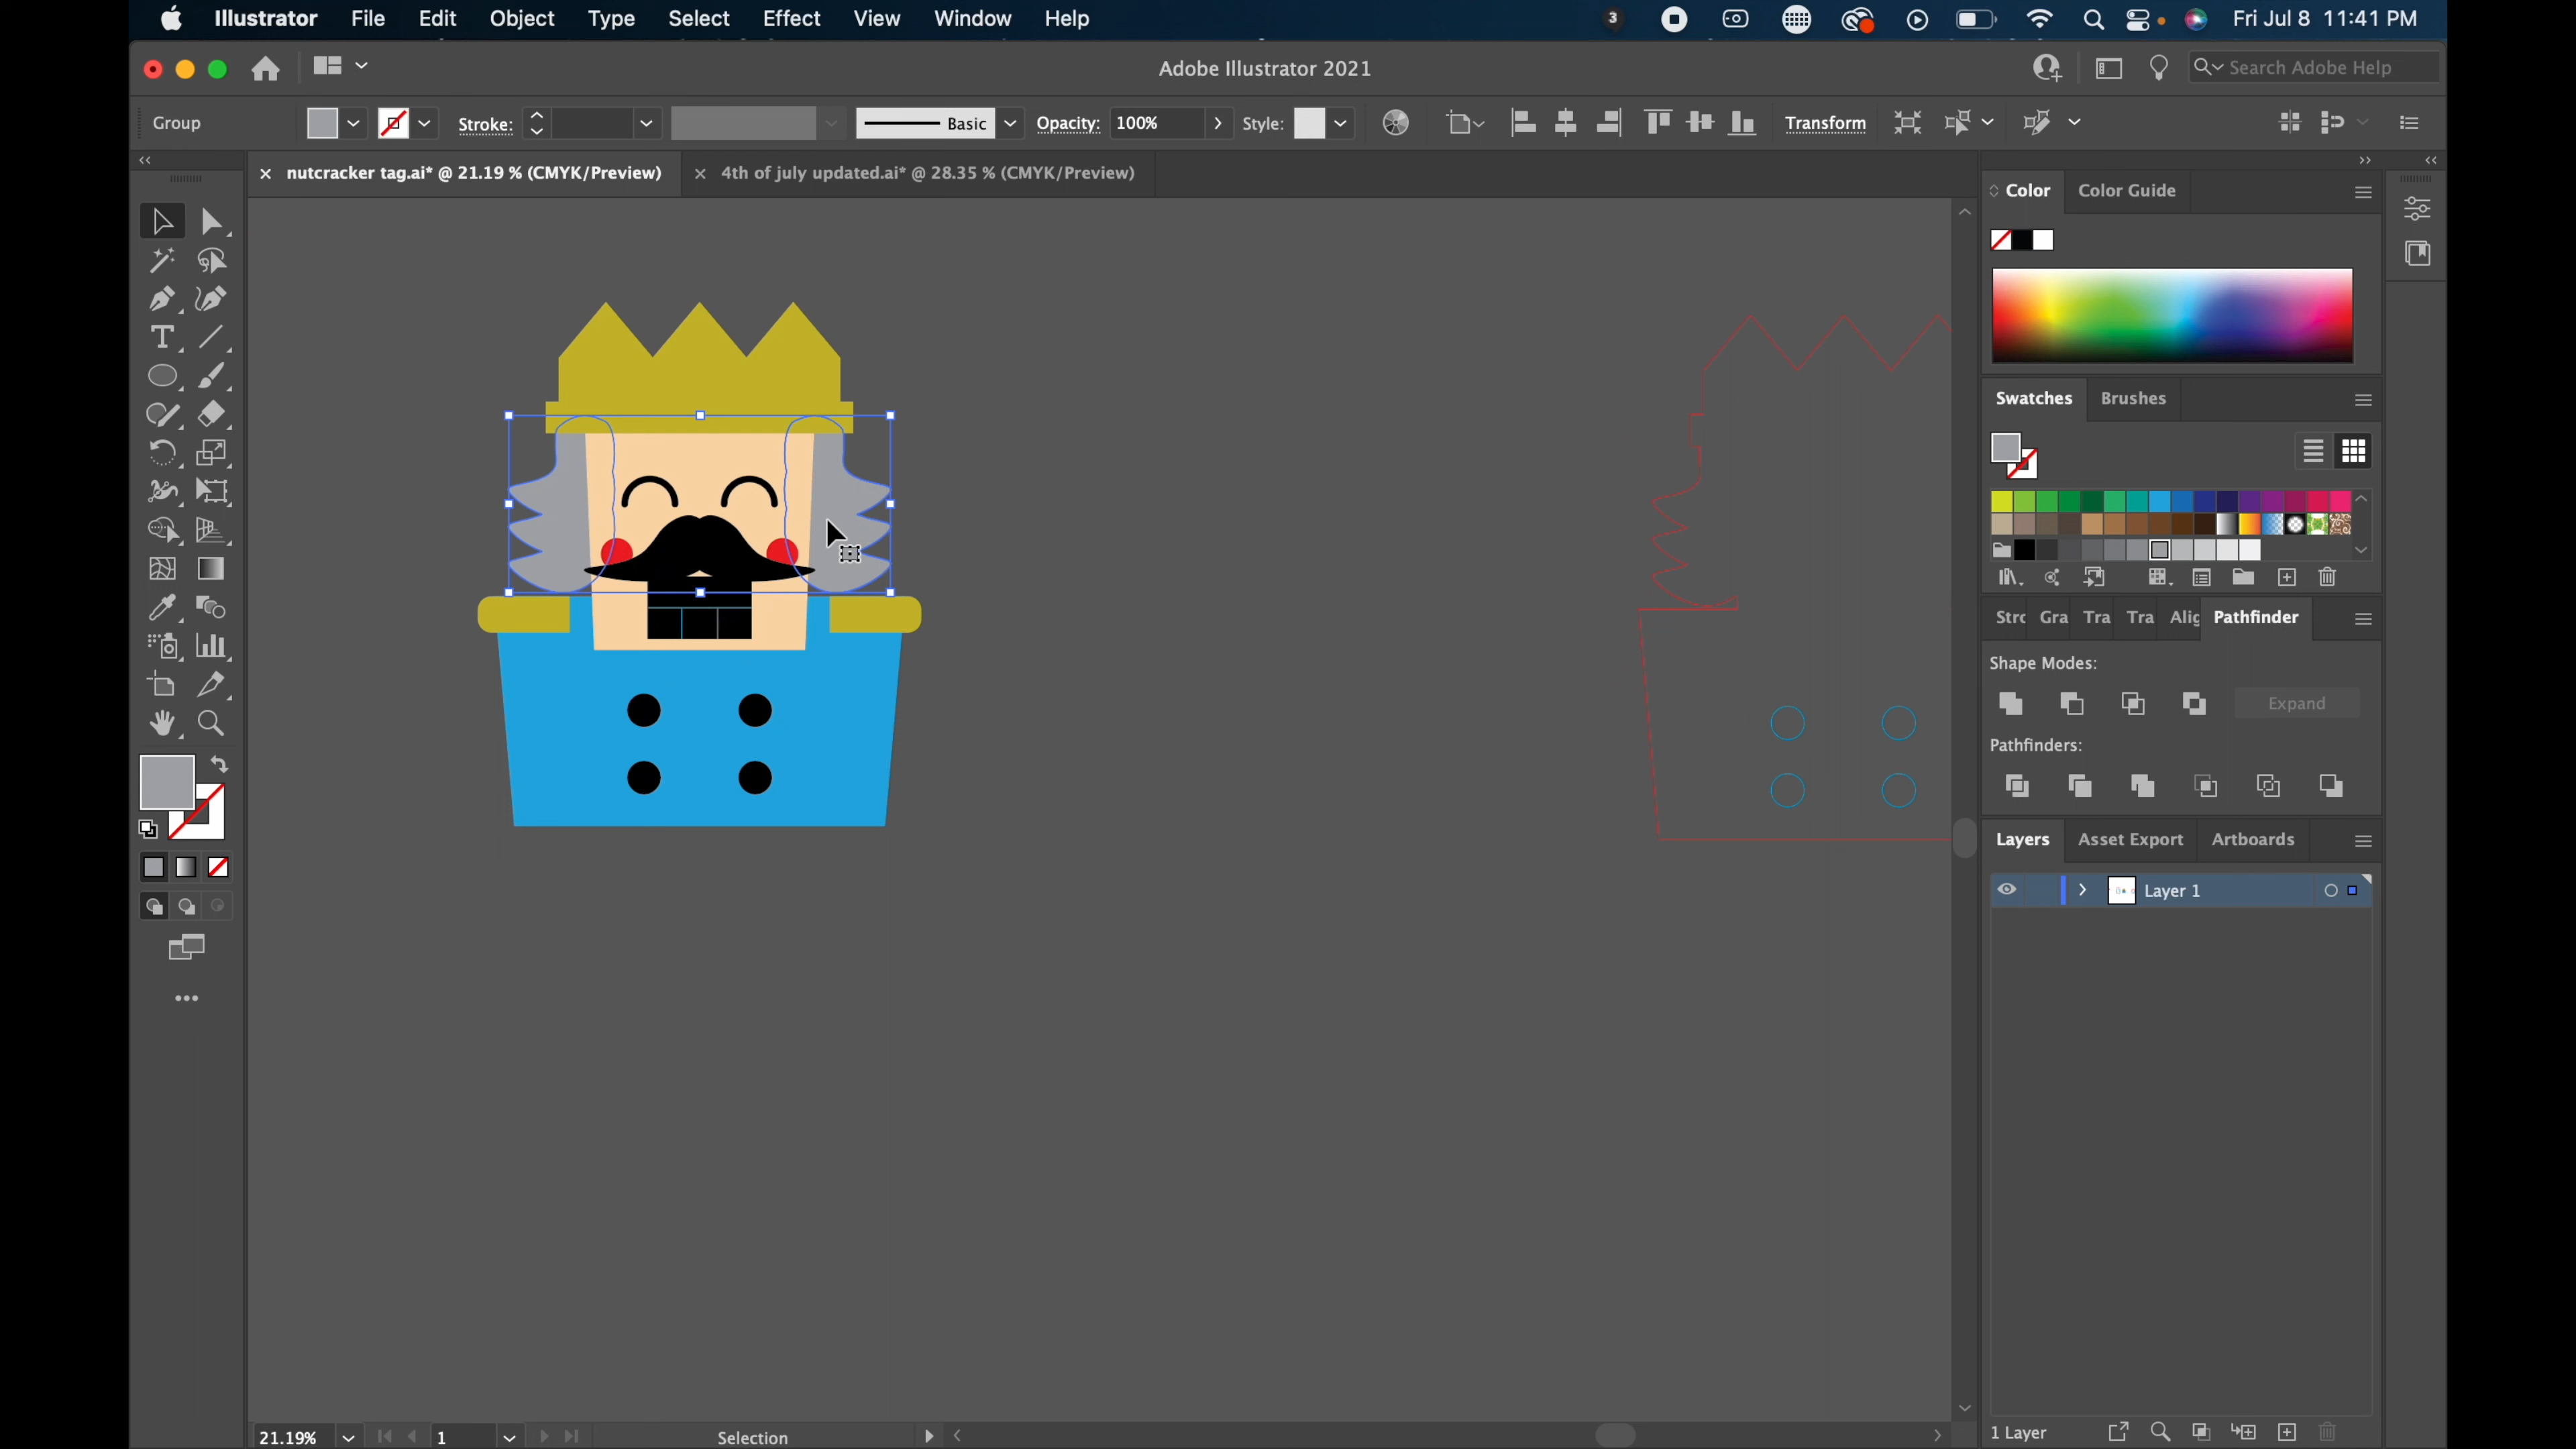 Illustrator File Edit Object Type Select Effect View Window Help 3 Fri Jul 8 11:41 PM
Adobe Illustrator 2021 Search Adobe Help
Group Stroke: Basic Opacity: 100% Style: Transform
nutcracker tag.ai* @ 21.19 % (CMYK/Preview) 4th of july updated.ai* @ 28.35 % (CMYK/Preview)
Color Color Guide
Swatches Brushes
Strc Gra Tra Tra Alig Pathfinder
Shape Modes:
Expand
Pathfinders:
Layers Asset Export Artboards
Layer 1
1 Layer
21.19% 1 Selection